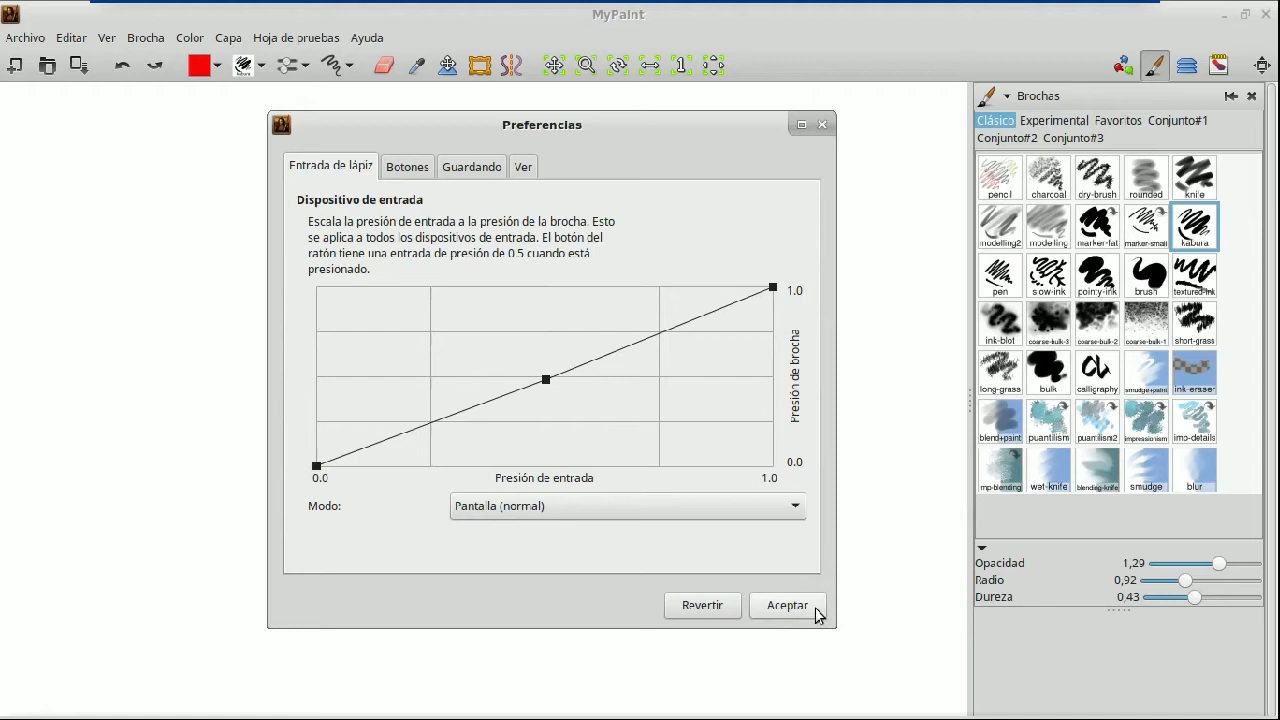 MyPaint
Archivo Editar Ver Brocha Color Capa Hoja de pruebas Ayuda
Brochas
Clásico Experimental Favoritos Conjunto#1
Conjunto#2 Conjunto#3
pencil charcoal dry-brush rounded knife
modelling2 modelling marker-fat marker-small kabura
pen slow-ink pointy-ink brush textured-ink
ink-blot coarse-bulk-3 coarse-bulk-2 coarse-bulk-1 short-grass
long-grass bulk calligraphy smudge+paint ink-eraser
blend+paint puantilism puantilism2 impressionism imp-details
mp-blending wet-knife blending-knife smudge blur
Opacidad 1,29
Radio 0,92
Dureza 0,43
Preferencias
Entrada de lápiz Botones Guardando Ver
Dispositivo de entrada
Escala la presión de entrada a la presión de la brocha. Esto
se aplica a todos los dispositivos de entrada. El botón del
ratón tiene una entrada de presión de 0.5 cuando está
presionado.
1.0
Presión de brocha
0.0
0.0 Presión de entrada 1.0
Modo: Pantalla (normal)
Revertir Aceptar